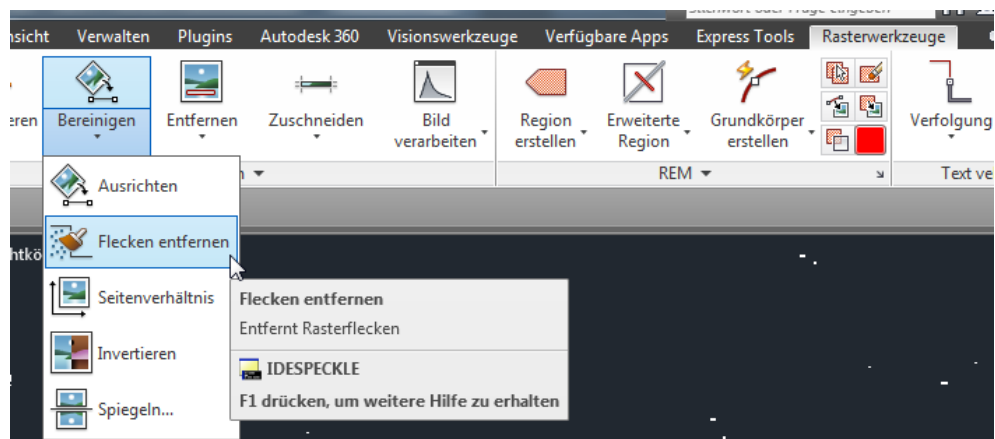 nsicht Verwalten Plugins Autodesk 360 Visionswerkzeuge Verfügbare Apps Express Tools Rasterwerkzeuge
eren Bereinigen Entfernen Zuschneiden Bild verarbeiten Region erstellen Erweiterte Region Grundkörper erstellen Verfolgung
n REM Text ve
Ausrichten
Flecken entfernen
htkö
Seitenverhältnis
Invertieren
Spiegeln...
Flecken entfernen
Entfernt Rasterflecken
IDESPECKLE
F1 drücken, um weitere Hilfe zu erhalten